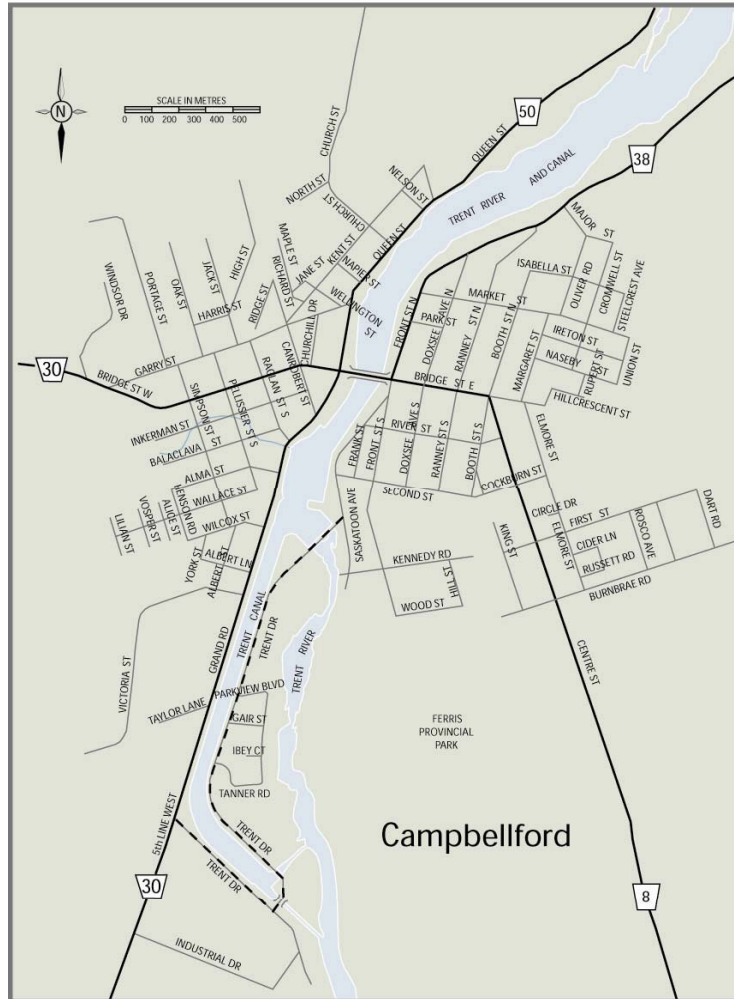 N
SCALE IN METRES
0 100 200 300 400 500
CHURCH ST
QUEEN ST
50
38
NELSON ST
NORTH ST
CHURCH ST
TRENT RIVER AND CANAL
MAJOR ST
MAPLE ST
KENT ST
QUEEN ST
NAPIER ST
JANE ST
RICHARD ST
WELLINGTON ST
HIGH ST
JACK ST
OAK ST
PORTAGE ST
WINDSOR DR
HARRIS ST
RIDGE ST
CHURCHILL DR
ISABELLA ST
OLIVER RD
CROMWELL ST
STEELCREST AVE
MARKET ST
FRONT ST N
PARK ST
DOXSEE AVE N
RANNEY ST N
BOOTH ST N
IRETON ST
NASEBY ST
MARGARET ST
RUPERT ST
UNION ST
HILLCRESCENT ST
GARRY ST
30
BRIDGE ST W
BRIDGE ST E
CANROBERT ST
RAGLAN ST S
PELLISSIER ST S
SIMPSON ST
INKERMAN ST
BALACLAVA ST
ALMA ST
WALLACE ST
HENSON RD
ALICE ST
VOSPER ST
LILIAN ST
WILCOX ST
YORK ST
ALBERT LN
ALBERT ST
FRANK ST
FRONT ST S
RIVER ST
DOXSEE AVE S
RANNEY ST S
BOOTH ST S
ELMORE ST
COCKBURN ST
SECOND ST
SASKATOON AVE
CIRCLE DR
FIRST ST
KING ST
ELMORE ST
CIDER LN
RUSSETT RD
ROSCO AVE
DART RD
BURNBRAE RD
KENNEDY RD
HILL ST
WOOD ST
CENTRE ST
TRENT CANAL
TRENT DR
TRENT RIVER
GRAND RD
VICTORIA ST
TAYLOR LANE
PARKVIEW BLVD
GAIR ST
IBEY CT
TANNER RD
FERRIS
PROVINCIAL
PARK
Campbellford
5th LINE WEST
TRENT DR
TRENT DR
30
8
INDUSTRIAL DR